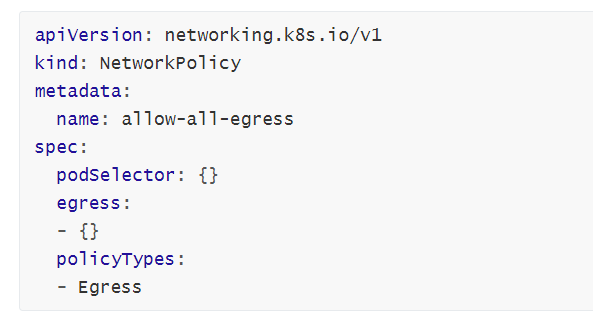 apiVersion: networking.k8s.io/v1
kind: NetworkPolicy
metadata:
  name: allow-all-egress
spec:
  podSelector: {}
  egress:
  - {}
  policyTypes:
  - Egress